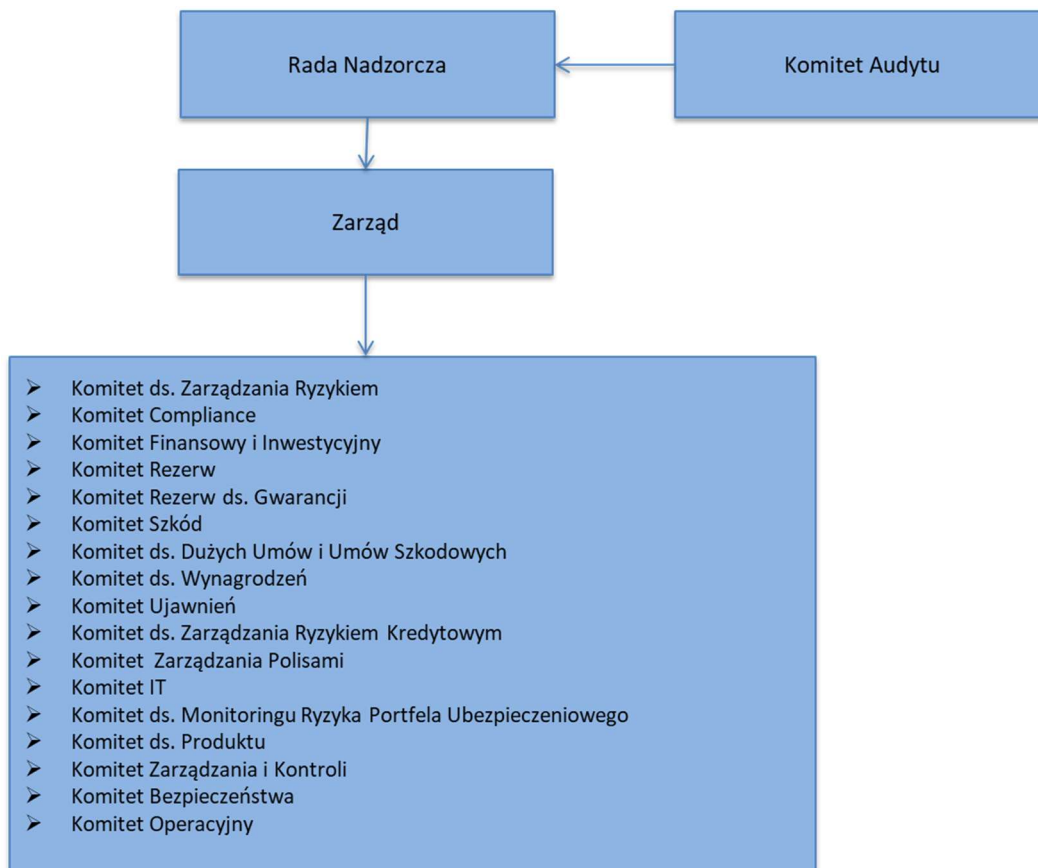 Rada Nadzorcza
Komitet Audytu
Zarząd
➢ Komitet ds. Zarządzania Ryzykiem
➢ Komitet Compliance
➢ Komitet Finansowy i Inwestycyjny
➢ Komitet Rezerw
➢ Komitet Rezerw ds. Gwarancji
➢ Komitet Szkód
➢ Komitet ds. Dużych Umów i Umów Szkodowych
➢ Komitet ds. Wynagrodzeń
➢ Komitet Ujawnień
➢ Komitet ds. Zarządzania Ryzykiem Kredytowym
➢ Komitet Zarządzania Polisami
➢ Komitet IT
➢ Komitet ds. Monitoringu Ryzyka Portfela Ubezpieczeniowego
➢ Komitet ds. Produktu
➢ Komitet Zarządzania i Kontroli
➢ Komitet Bezpieczeństwa
➢ Komitet Operacyjny